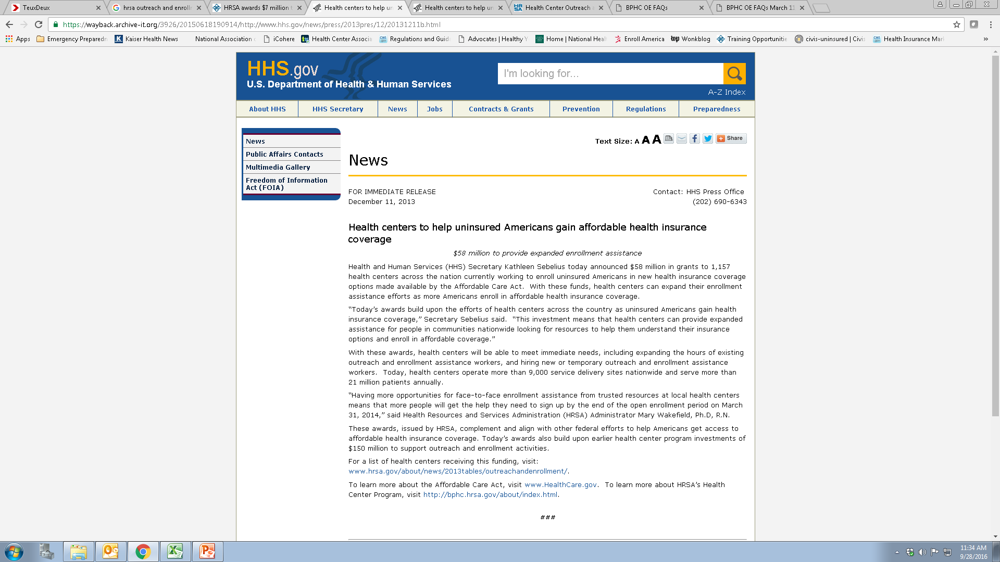 TeuxDeux
hrsa outreach and enroll
HRSA awards $7 million t
Health centers to help un
Health centers to help un
Health Center Outreach a
BPHC OE FAQs
BPHC OE FAQs March 11
https://wayback.archive-it.org/3926/20150618190914/http://www.hhs.gov/news/press/2013pres/12/20131211b.html
Apps
Emergency Preparedn
Kaiser Health News
National Association o
iCohere
Health Center Associa
Regulations and Guid
Advocates | Healthy Y
Home | National Heal
Enroll America
wp Wonkblog
Training Opportunitie
civis-uninsured | Civis
Health Insurance Mark
»
HHS.gov
U.S. Department of Health & Human Services
I'm looking for...
A-Z Index
About HHS
HHS Secretary
News
Jobs
Contracts & Grants
Prevention
Regulations
Preparedness
News
Public Affairs Contacts
Multimedia Gallery
Freedom of Information
Act (FOIA)
Text Size: A A A
Share
News
FOR IMMEDIATE RELEASE
December 11, 2013
Contact: HHS Press Office
(202) 690-6343
Health centers to help uninsured Americans gain affordable health insurance
coverage
$58 million to provide expanded enrollment assistance
Health and Human Services (HHS) Secretary Kathleen Sebelius today announced $58 million in grants to 1,157
health centers across the nation currently working to enroll uninsured Americans in new health insurance coverage
options made available by the Affordable Care Act.  With these funds, health centers can expand their enrollment
assistance efforts as more Americans enroll in affordable health insurance coverage.
“Today’s awards build upon the efforts of health centers across the country as uninsured Americans gain health
insurance coverage,” Secretary Sebelius said.  “This investment means that health centers can provide expanded
assistance for people in communities nationwide looking for resources to help them understand their insurance
options and enroll in affordable coverage.”
With these awards, health centers will be able to meet immediate needs, including expanding the hours of existing
outreach and enrollment assistance workers, and hiring new or temporary outreach and enrollment assistance
workers.  Today, health centers operate more than 9,000 service delivery sites nationwide and serve more than
21 million patients annually.
“Having more opportunities for face-to-face enrollment assistance from trusted resources at local health centers
means that more people will get the help they need to sign up by the end of the open enrollment period on March
31, 2014,” said Health Resources and Services Administration (HRSA) Administrator Mary Wakefield, Ph.D, R.N.
These awards, issued by HRSA, complement and align with other federal efforts to help Americans get access to
affordable health insurance coverage. Today’s awards also build upon earlier health center program investments of
$150 million to support outreach and enrollment activities.
For a list of health centers receiving this funding, visit:
www.hrsa.gov/about/news/2013tables/outreachandenrollment/.
To learn more about the Affordable Care Act, visit www.HealthCare.gov.  To learn more about HRSA’s Health
Center Program, visit http://bphc.hrsa.gov/about/index.html.
###
11:34 AM
9/28/2016